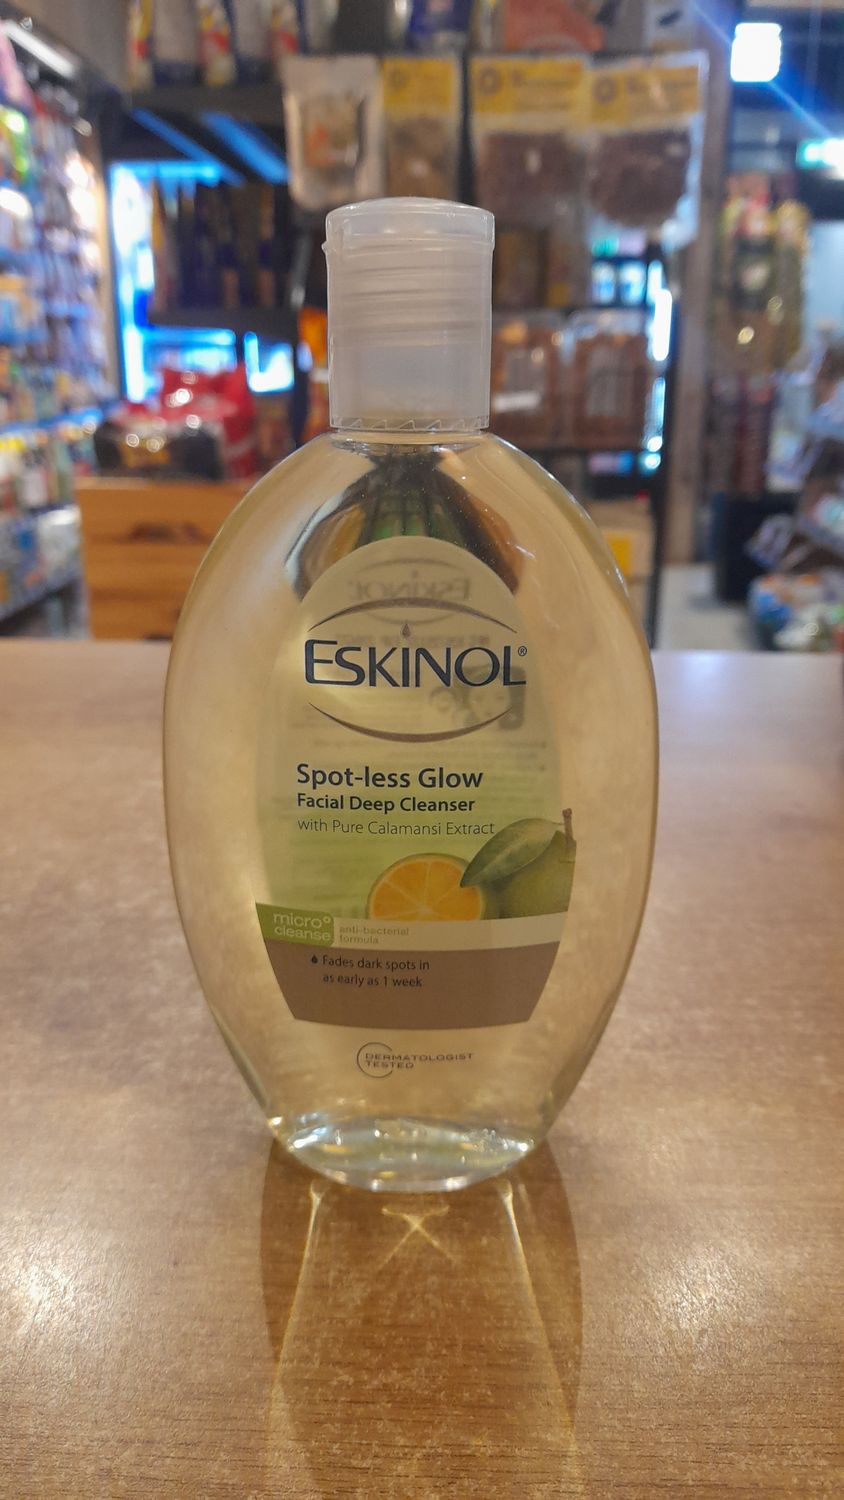 ESKINOL®
Spot-less Glow
Facial Deep Cleanser
with Pure Calamansi Extract
micro°
cleanse
anti-bacterial
formula
Fades dark spots in
as early as 1 week
DERMATOLOGIST
TESTED